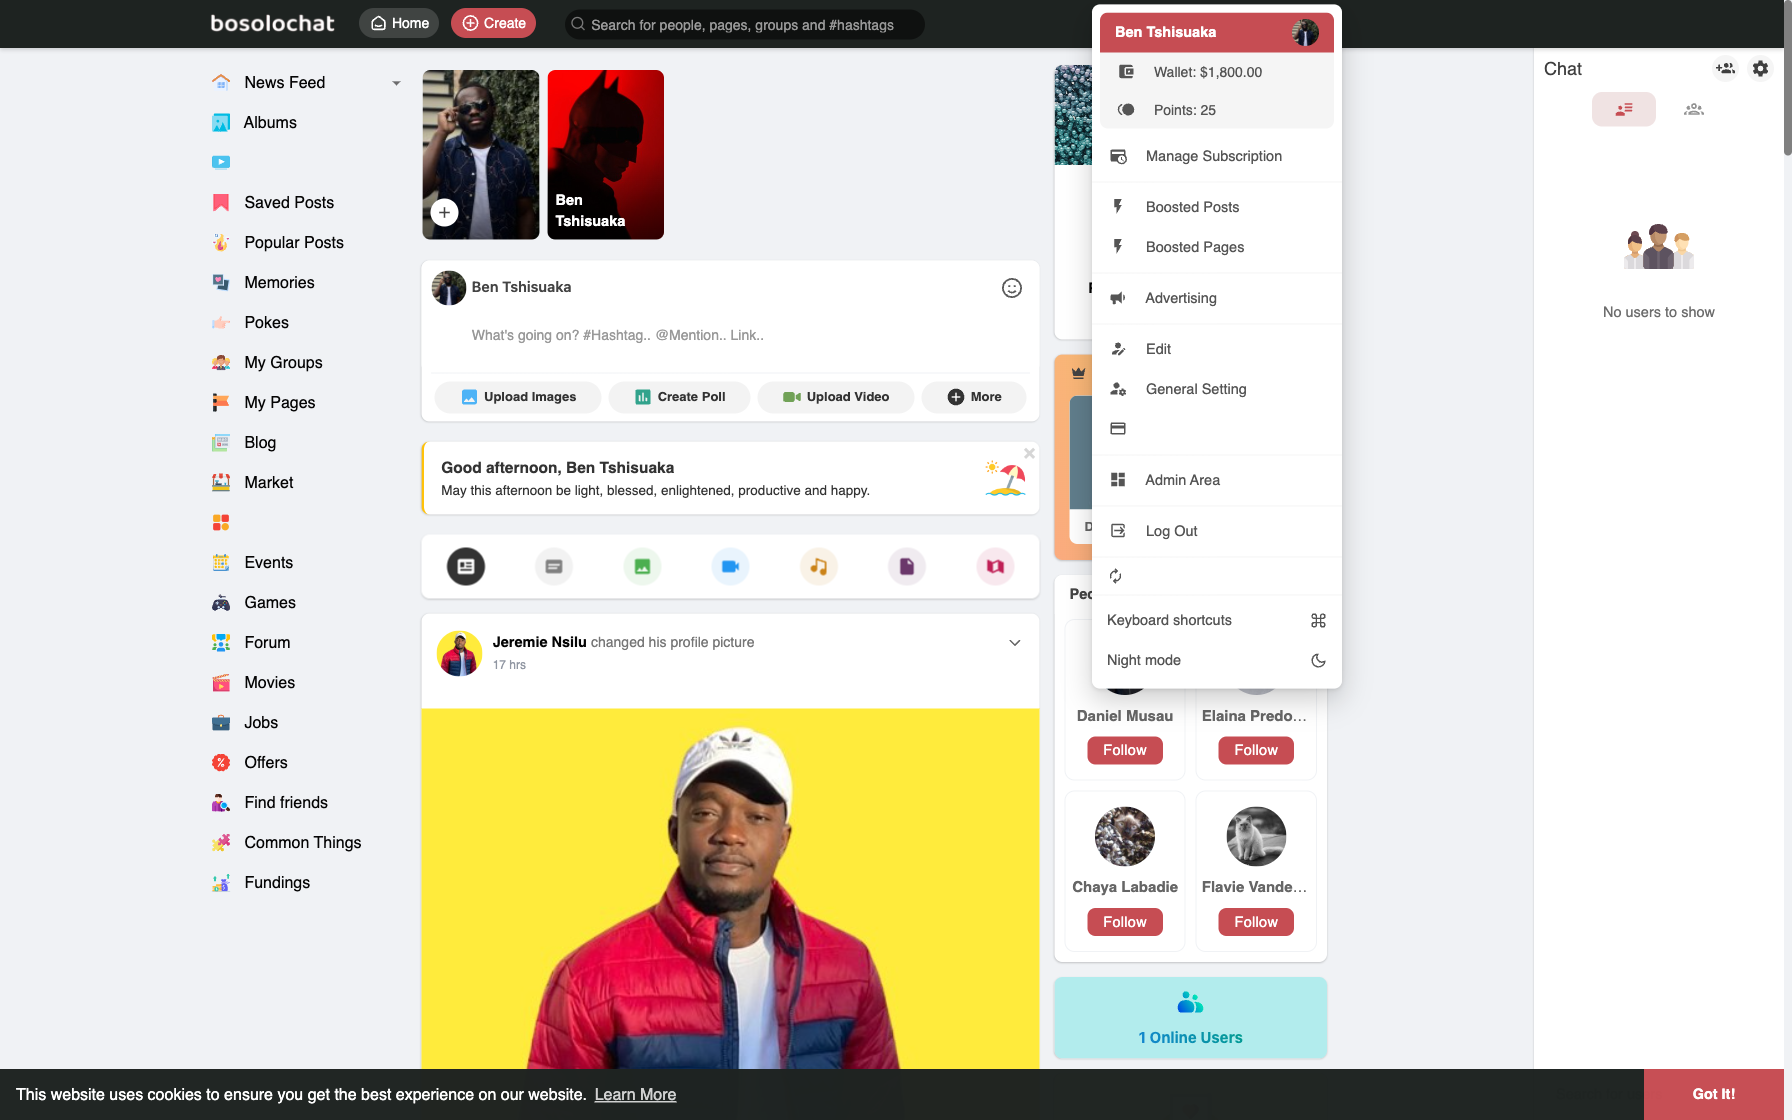 bosolochat
Home
Create
Search for people, pages, groups and #hashtags
News Feed
Albums
Saved Posts
Popular Posts
Memories
Pokes
My Groups
My Pages
Blog
Market
Events
Games
Forum
Movies
Jobs
Offers
Find friends
Common Things
Fundings
Ben
Tshisuaka
Ben Tshisuaka
What's going on? #Hashtag.. @Mention.. Link..
Upload Images
Create Poll
Upload Video
More
Good afternoon, Ben Tshisuaka
May this afternoon be light, blessed, enlightened, productive and happy.
Jeremie Nsilu changed his profile picture
17 hrs
Ben Tshisuaka
Wallet: $1,800.00
Points: 25
Manage Subscription
Boosted Posts
Boosted Pages
Advertising
Edit
General Setting
Admin Area
Log Out
Keyboard shortcuts
Night mode
Daniel Musau
Follow
Elaina Predo...
Follow
Chaya Labadie
Follow
Flavie Vande...
Follow
1 Online Users
Chat
No users to show
This website uses cookies to ensure you get the best experience on our website. Learn More
Got It!